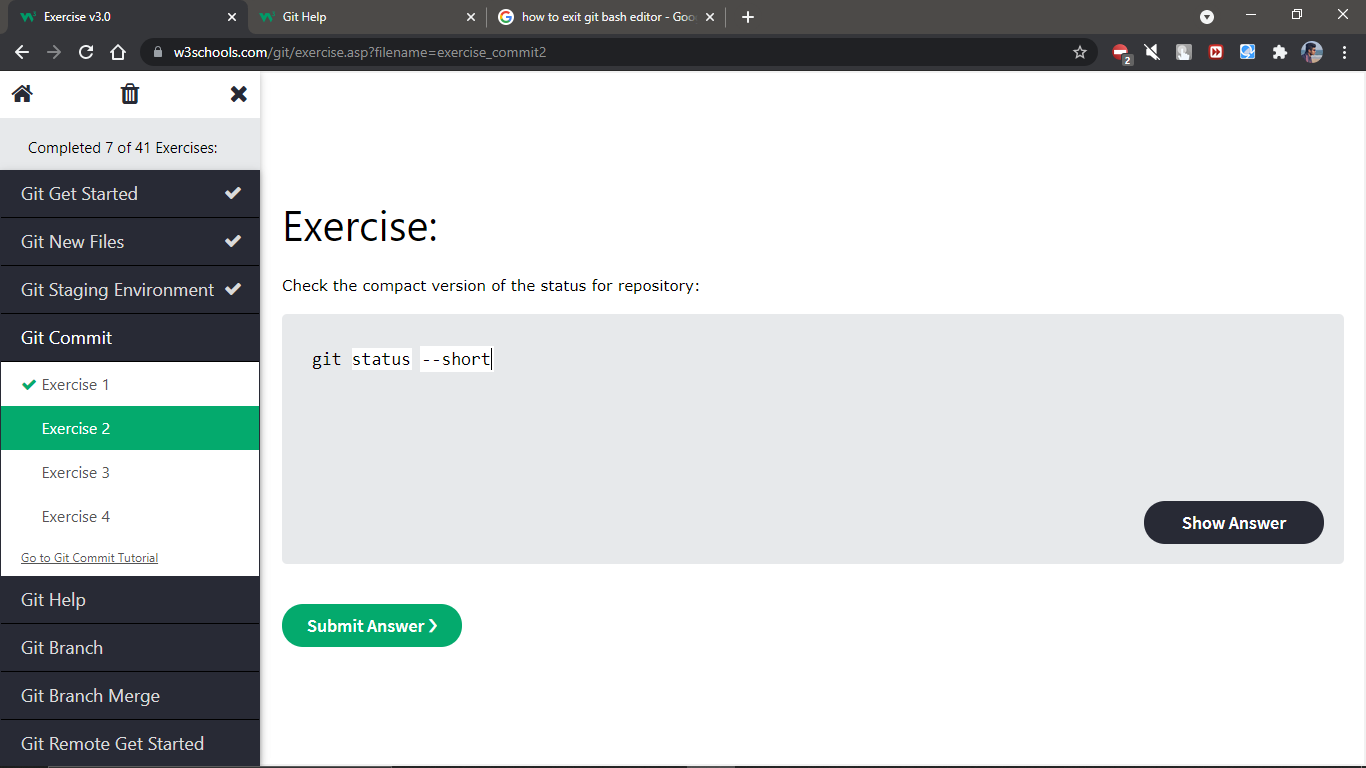 Exercise v3.0
Git Help
how to exit git bash editor - Goo
w3schools.com/git/exercise.asp?filename=exercise_commit2
2
Completed 7 of 41 Exercises:
Git Get Started
Git New Files
Git Staging Environment
Git Commit
Exercise 1
Exercise 2
Exercise 3
Exercise 4
Go to Git Commit Tutorial
Git Help
Git Branch
Git Branch Merge
Git Remote Get Started
Exercise:
Check the compact version of the status for repository:
git status --short
Show Answer
Submit Answer ❯